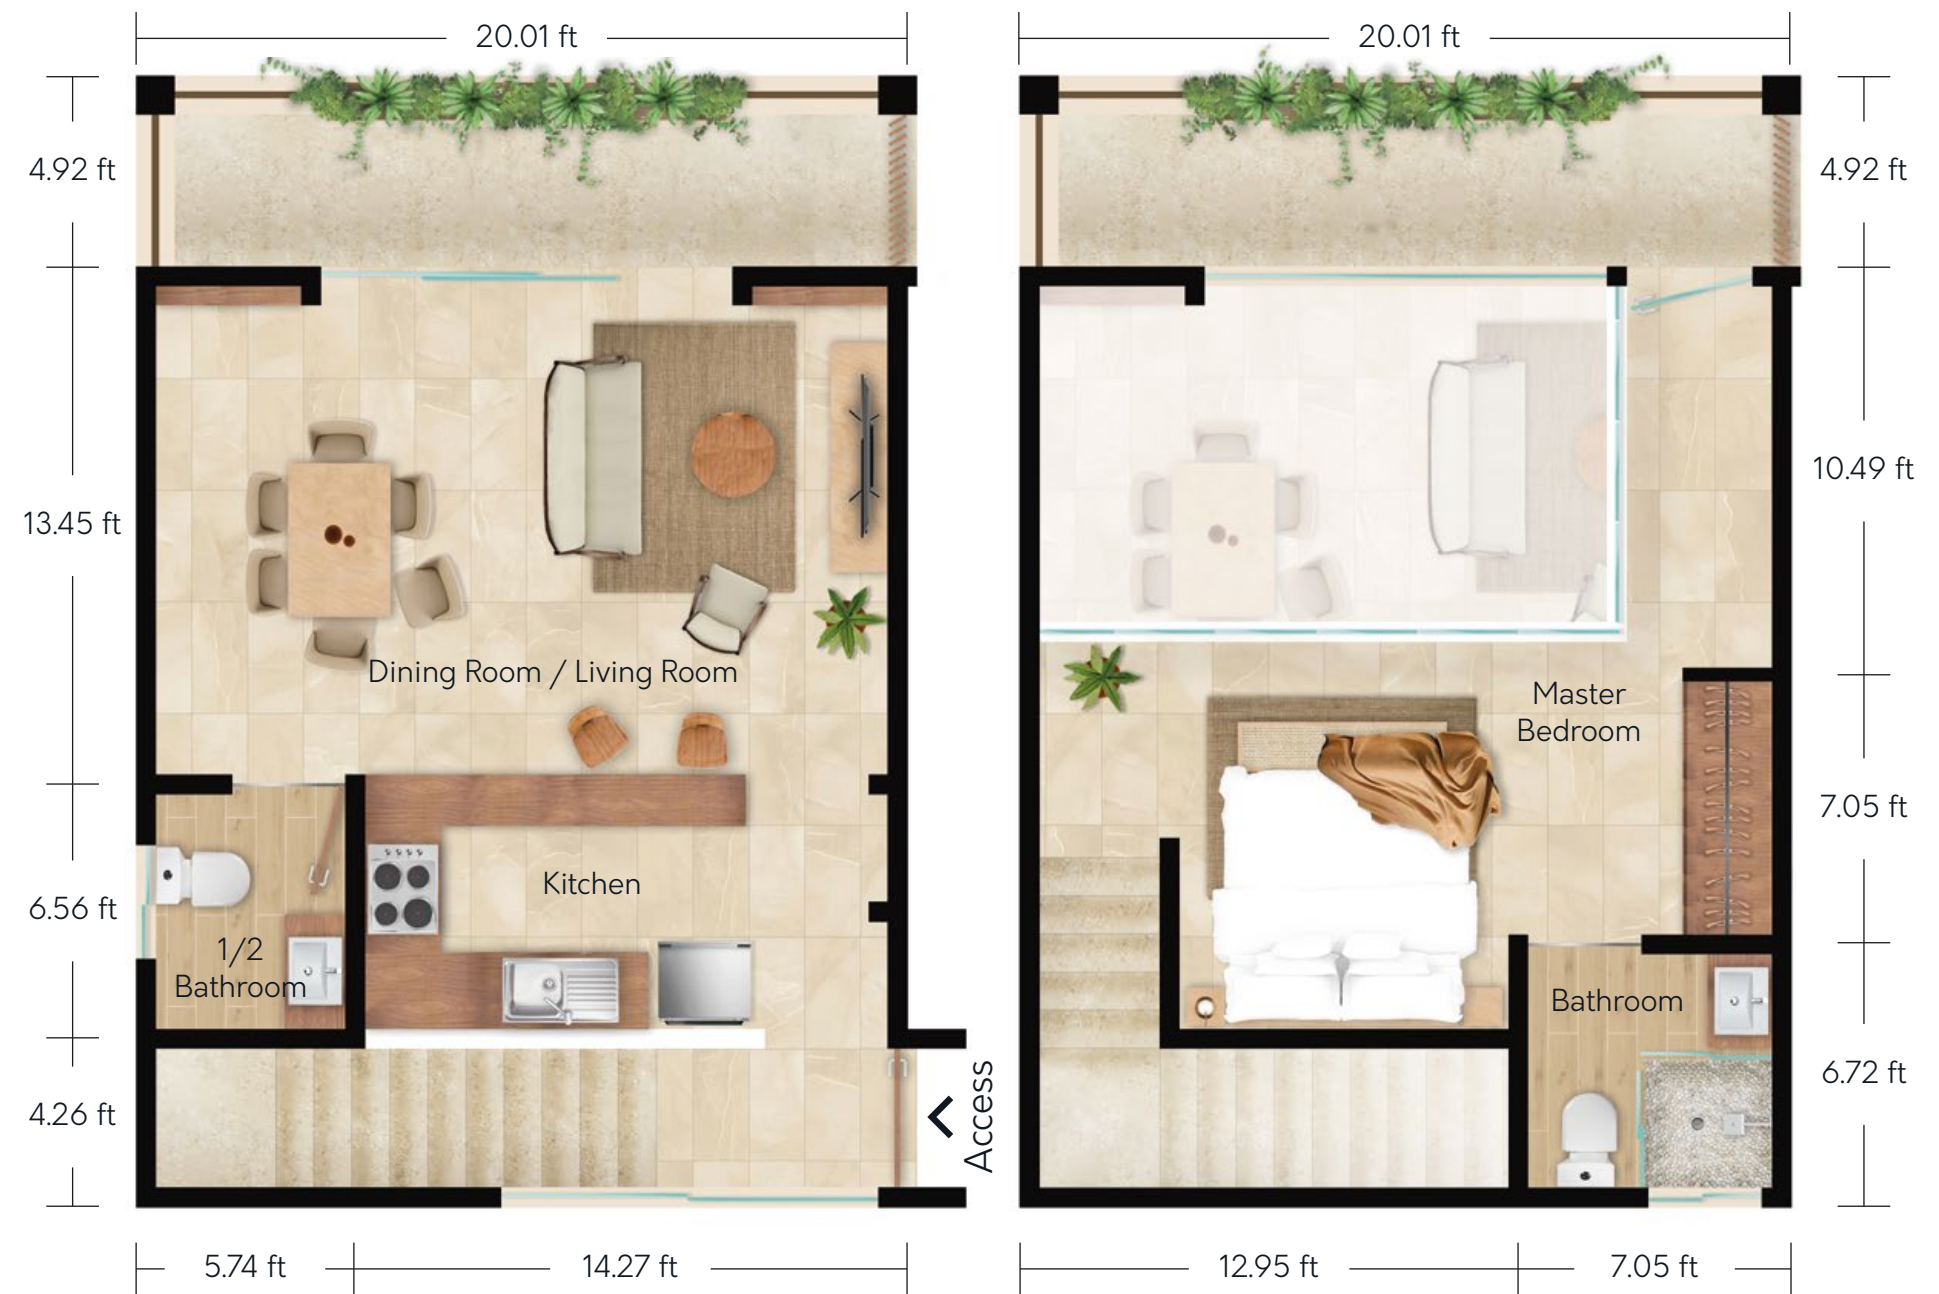 20.01 ft
20.01 ft
4.92 ft
4.92 ft
13.45 ft
10.49 ft
Dining Room / Living Room
Master
Bedroom
7.05 ft
Kitchen
6.56 ft
1/2
Bathroom
Bathroom
6.72 ft
4.26 ft
Access
5.74 ft
14.27 ft
12.95 ft
7.05 ft